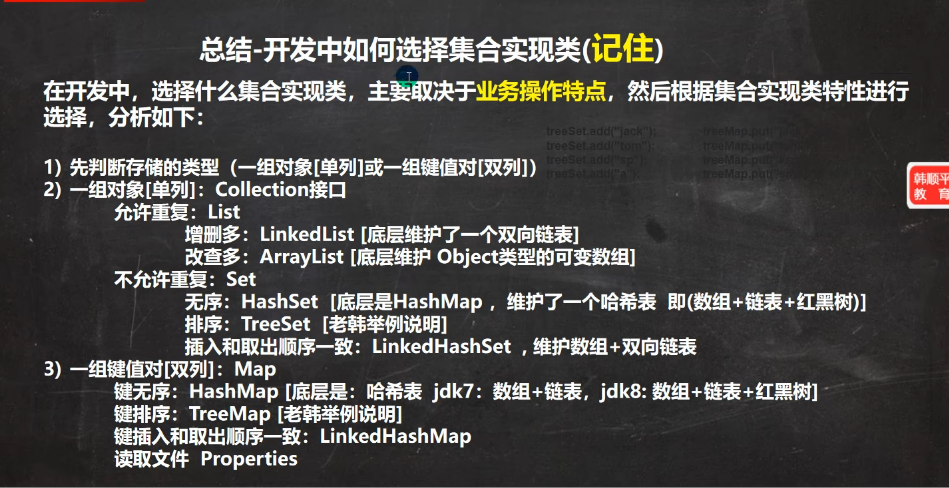 总结-开发中如何选择集合实现类(记住)
在开发中，选择什么集合实现类，主要取决于业务操作特点，然后根据集合实现类特性进行
选择，分析如下：
treeSet.add("jack");
treeSet.add("tom");
treeSet.add("sp");
treeSet.add("a");
1) 先判断存储的类型（一组对象[单列]或一组键值对[双列]）
2) 一组对象[单列]：Collection接口
允许重复：List
增删多：LinkedList [底层维护了一个双向链表]
改查多：ArrayList [底层维护 Object类型的可变数组]
不允许重复：Set
无序：HashSet [底层是HashMap ，维护了一个哈希表 即(数组+链表+红黑树)]
排序：TreeSet [老韩举例说明]
插入和取出顺序一致：LinkedHashSet , 维护数组+双向链表
3) 一组键值对[双列]：Map
键无序：HashMap [底层是：哈希表 jdk7：数组+链表，jdk8: 数组+链表+红黑树]
键排序：TreeMap [老韩举例说明]
键插入和取出顺序一致：LinkedHashMap
读取文件 Properties
韩顺平
教 育